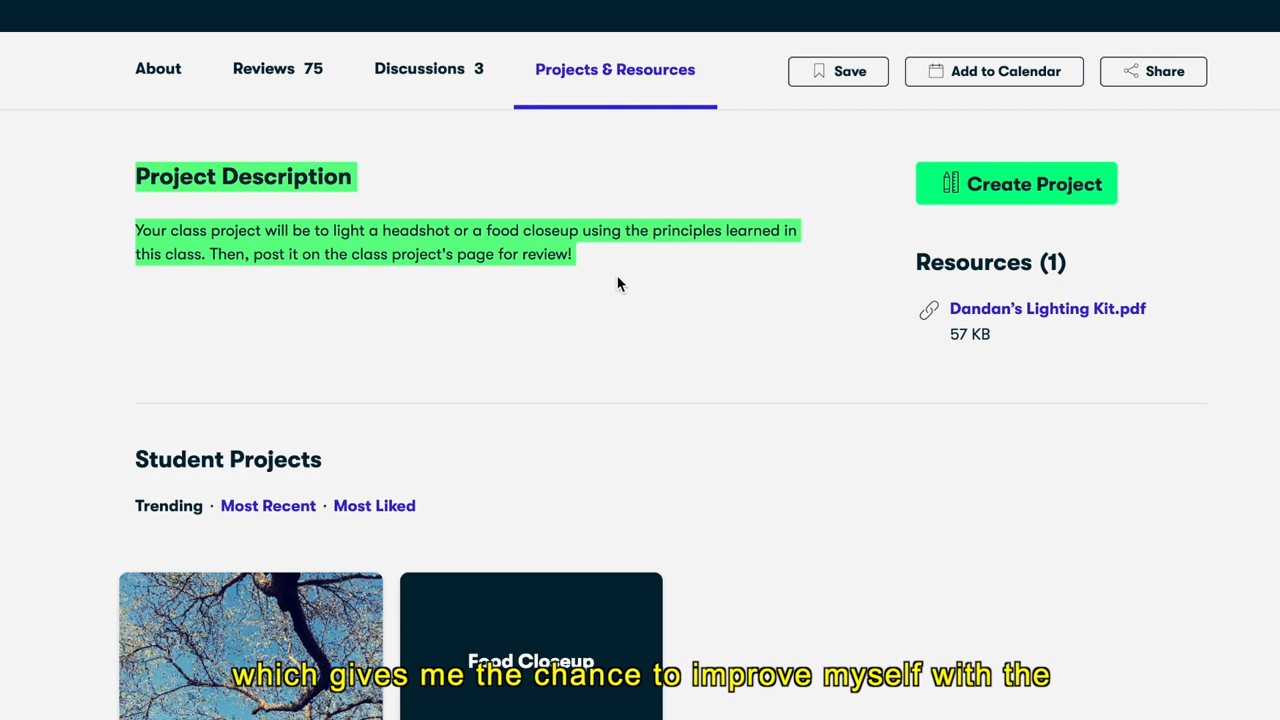 About
Reviews 75
Discussions 3
Projects & Resources
Save
Add to Calendar
Share
Project Description
Create Project
Your class project will be to light a headshot or a food closeup using the principles learned in
this class. Then, post it on the class project's page for review!
Resources (1)
Dandan’s Lighting Kit.pdf
57 KB
Student Projects
Trending · Most Recent · Most Liked
Food Closeup
which gives me the chance to improve myself with the